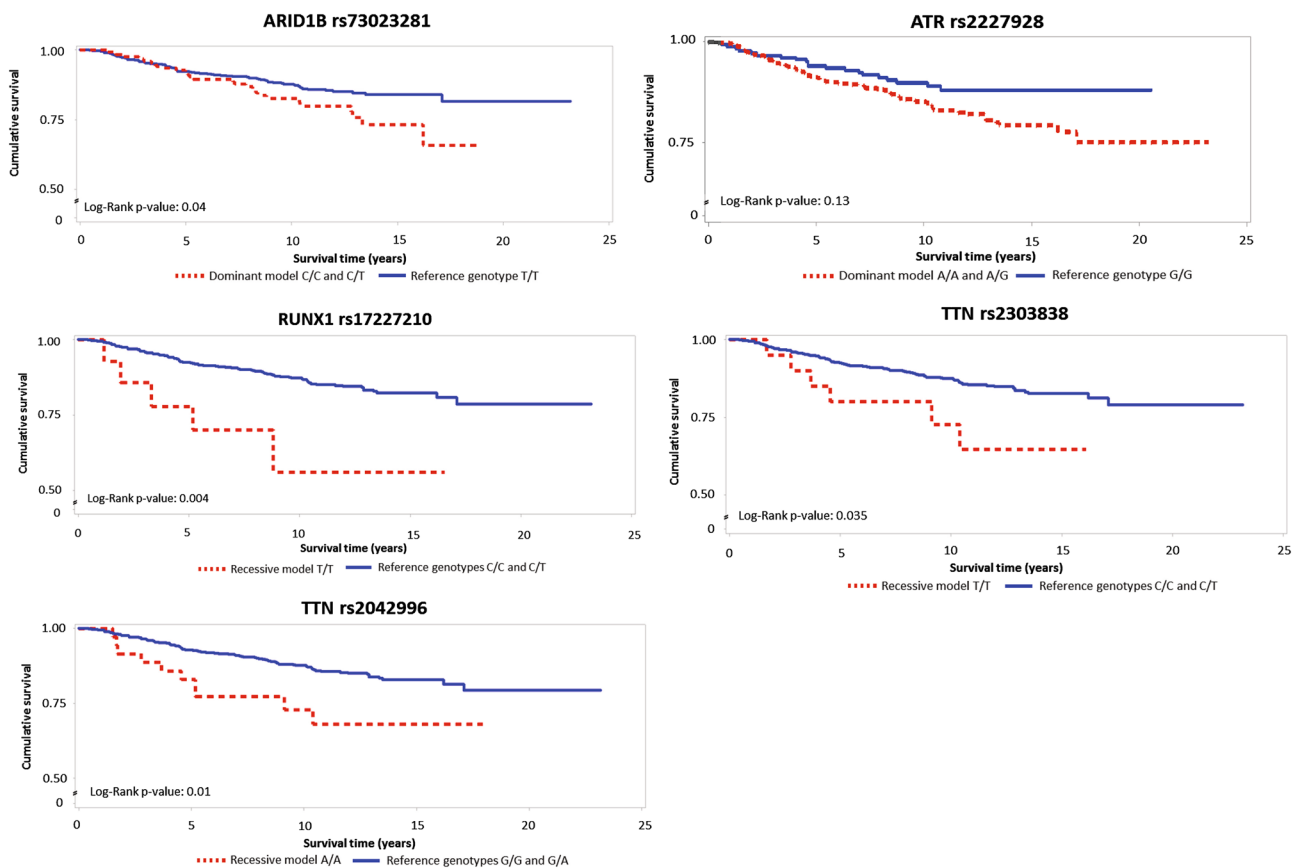 ARID1B rs73023281
1.00
0.75
0.50
0
Cumulative survival
Log-Rank p-value: 0.04
0 5 10 15 20 25
Survival time (years)
Dominant model C/C and C/T Reference genotype T/T
ATR rs2227928
1.00
0.75
0
Cumulative survival
Log-Rank p-value: 0.13
0 5 10 15 20 25
Survival time (years)
Dominant model A/A and A/G Reference genotype G/G
RUNX1 rs17227210
1.00
0.75
0.50
0
Cumulative survival
Log-Rank p-value: 0.004
0 5 10 15 20 25
Survival time (years)
Recessive model T/T Reference genotypes C/C and C/T
TTN rs2303838
1.00
0.75
0.50
0
Cumulative survival
Log-Rank p-value: 0.035
0 5 10 15 20 25
Survival time (years)
Recessive model T/T Reference genotypes C/C and C/T
TTN rs2042996
1.00
0.75
0.50
0
Cumulative survival
Log-Rank p-value: 0.01
0 5 10 15 20 25
Survival time (years)
Recessive model A/A Reference genotypes G/G and G/A